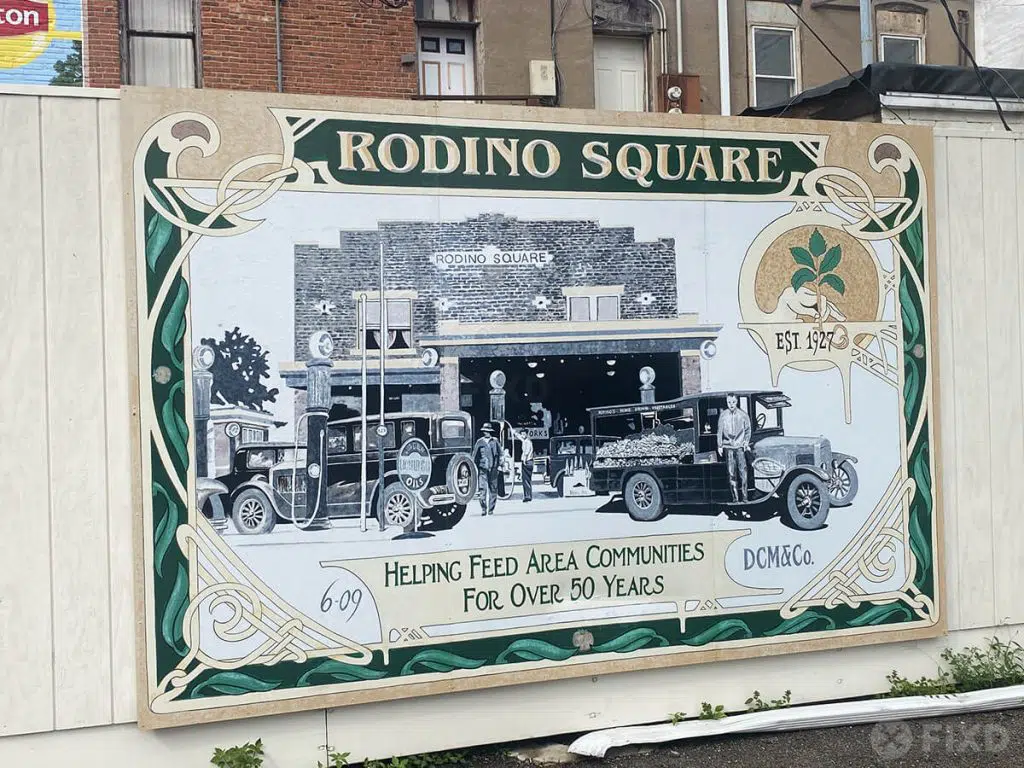 ton
RODINO SQUARE
RODINO SQUARE
EST. 1927
OILS
HELPING FEED AREA COMMUNITIES
FOR OVER 50 YEARS
DCM&CO.
6-09
FIXD